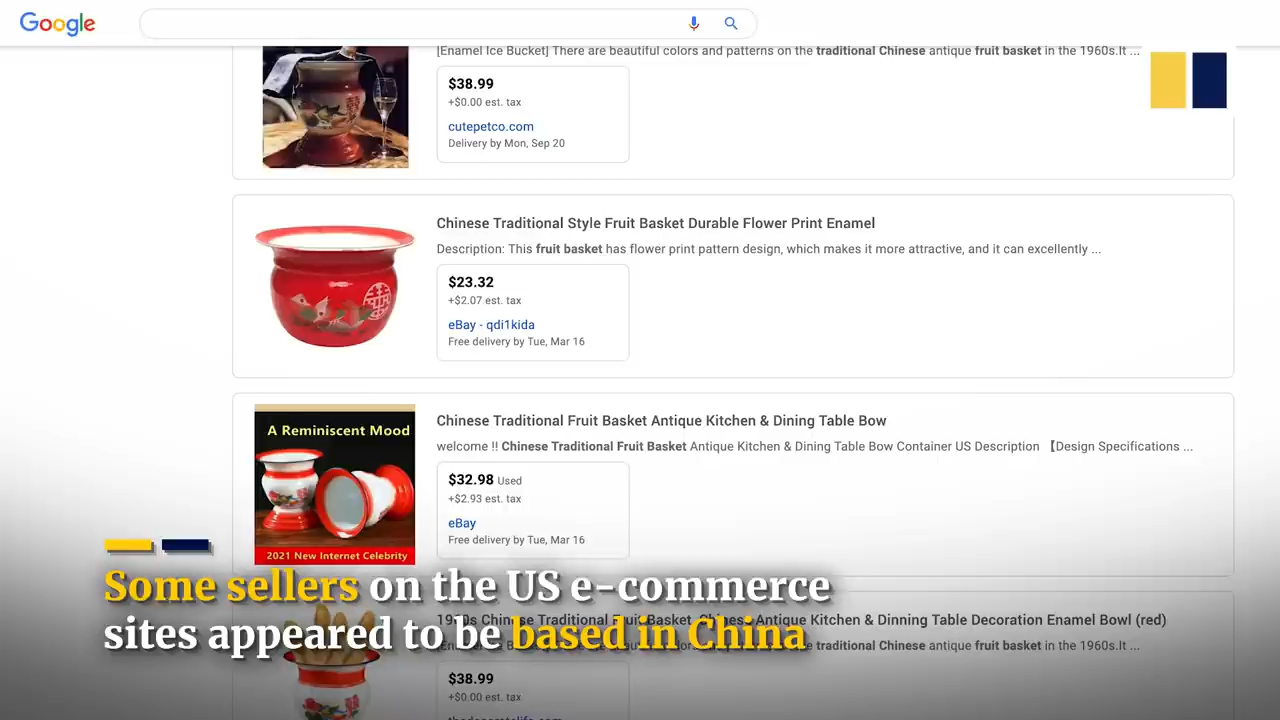 Google
[Enamel Ice Bucket] There are beautiful colors and patterns on the traditional Chinese antique fruit basket in the 1960s.It ...
$38.99
+$0.00 est. tax
cutepetco.com
Delivery by Mon, Sep 20
Chinese Traditional Style Fruit Basket Durable Flower Print Enamel
Description: This fruit basket has flower print pattern design, which makes it more attractive, and it can excellently ...
$23.32
+$2.07 est. tax
eBay - qdi1kida
Free delivery by Tue, Mar 16
A Reminiscent Mood
2021 New Internet Celebrity
Chinese Traditional Fruit Basket Antique Kitchen & Dining Table Bow
welcome !! Chinese Traditional Fruit Basket Antique Kitchen & Dining Table Bow Container US Description 【Design Specifications ...
$32.98 Used
+$2.93 est. tax
eBay
Free delivery by Tue, Mar 16
Some sellers on the US e-commerce
sites appeared to be based in China
Chinese Traditional Fruit Basket Chinese Antique Kitchen & Dinning Table Decoration Enamel Bowl (red)
traditional Chinese antique fruit basket in the 1960s.It ...
$38.99
+$0.00 est. tax